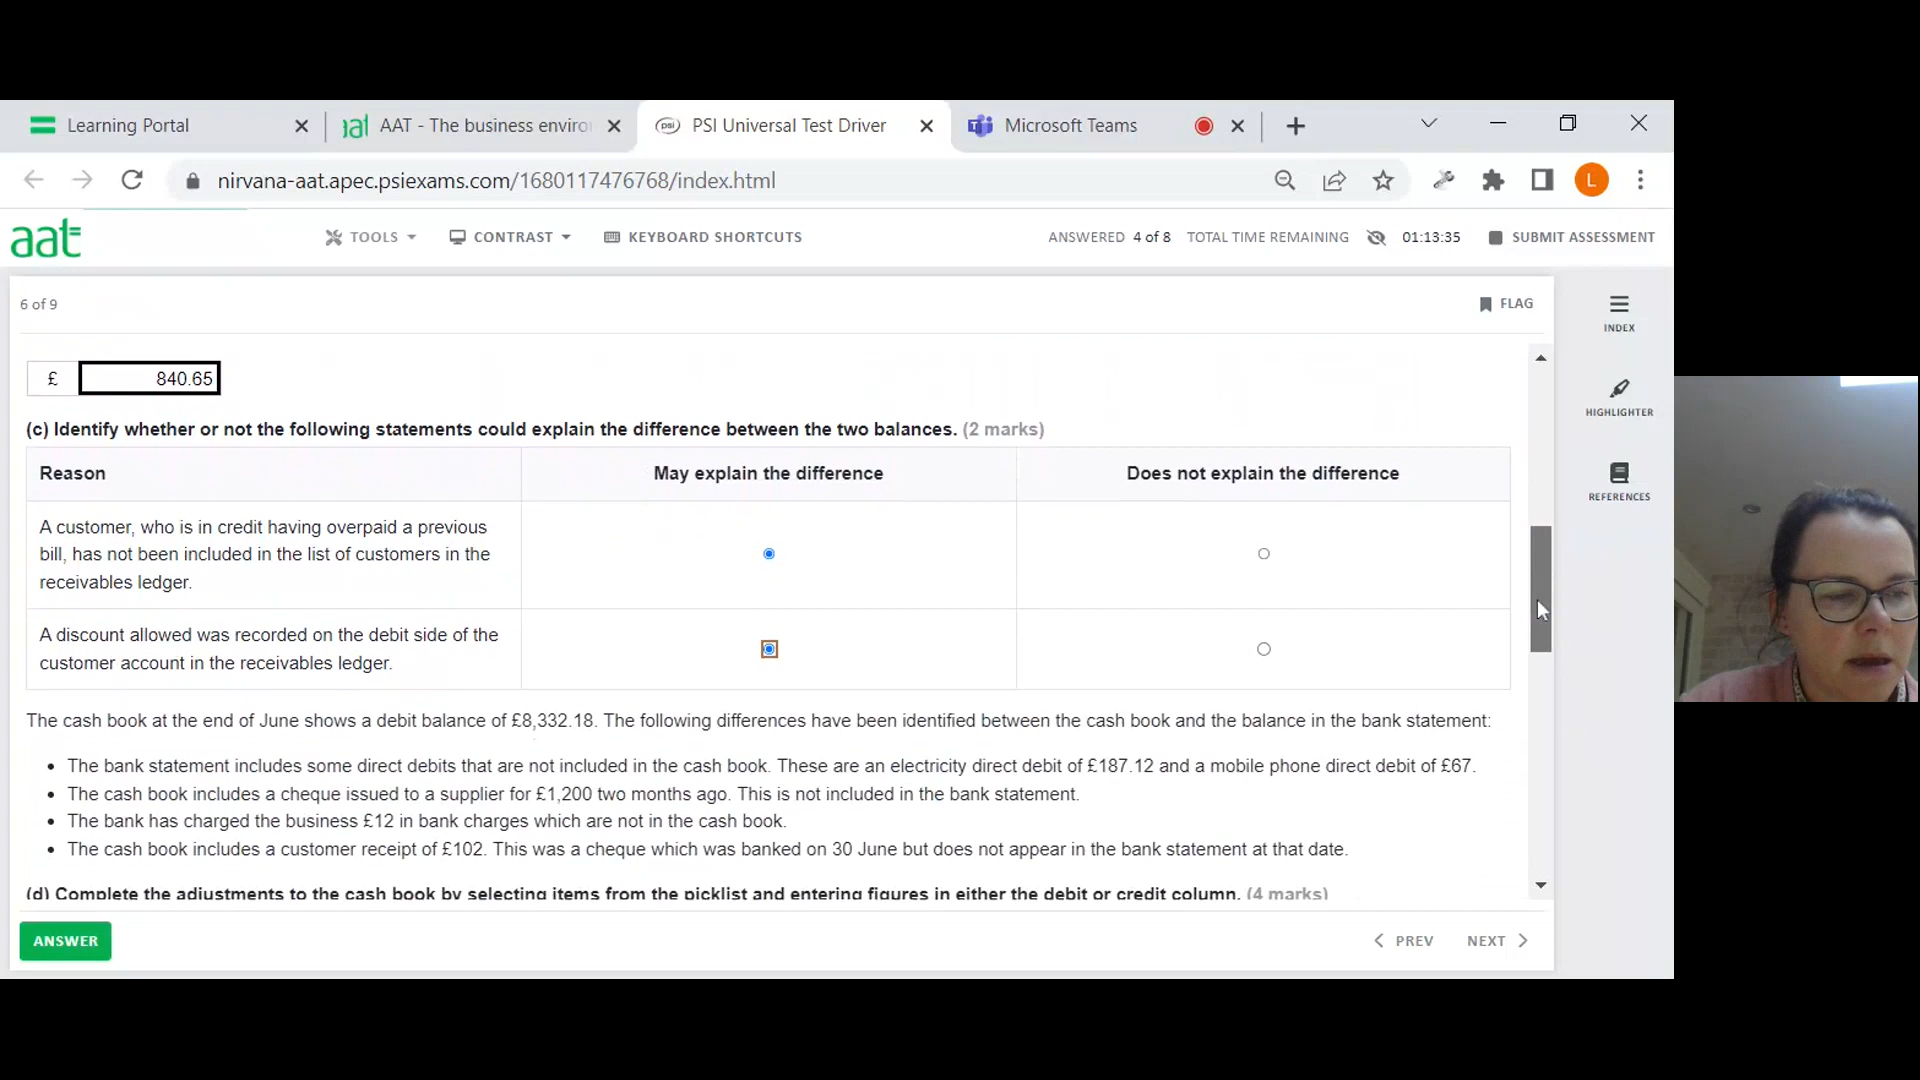 Learning Portal
aat AAT - The business enviro
psi PSI Universal Test Driver
Microsoft Teams
nirvana-aat.apec.psiexams.com/1680117476768/index.html
L
aat
TOOLS
CONTRAST
KEYBOARD SHORTCUTS
ANSWERED 4 of 8
TOTAL TIME REMAINING
01:13:35
SUBMIT ASSESSMENT
6 of 9
FLAG
INDEX
HIGHLIGHTER
REFERENCES
£ 840.65
(c) Identify whether or not the following statements could explain the difference between the two balances. (2 marks)
Reason
May explain the difference
Does not explain the difference
A customer, who is in credit having overpaid a previous
bill, has not been included in the list of customers in the
receivables ledger.
A discount allowed was recorded on the debit side of the
customer account in the receivables ledger.
The cash book at the end of June shows a debit balance of £8,332.18. The following differences have been identified between the cash book and the balance in the bank statement:
• The bank statement includes some direct debits that are not included in the cash book. These are an electricity direct debit of £187.12 and a mobile phone direct debit of £67.
• The cash book includes a cheque issued to a supplier for £1,200 two months ago. This is not included in the bank statement.
• The bank has charged the business £12 in bank charges which are not in the cash book.
• The cash book includes a customer receipt of £102. This was a cheque which was banked on 30 June but does not appear in the bank statement at that date.
(d) Complete the adjustments to the cash book by selecting items from the picklist and entering figures in either the debit or credit column. (4 marks)
ANSWER
PREV
NEXT